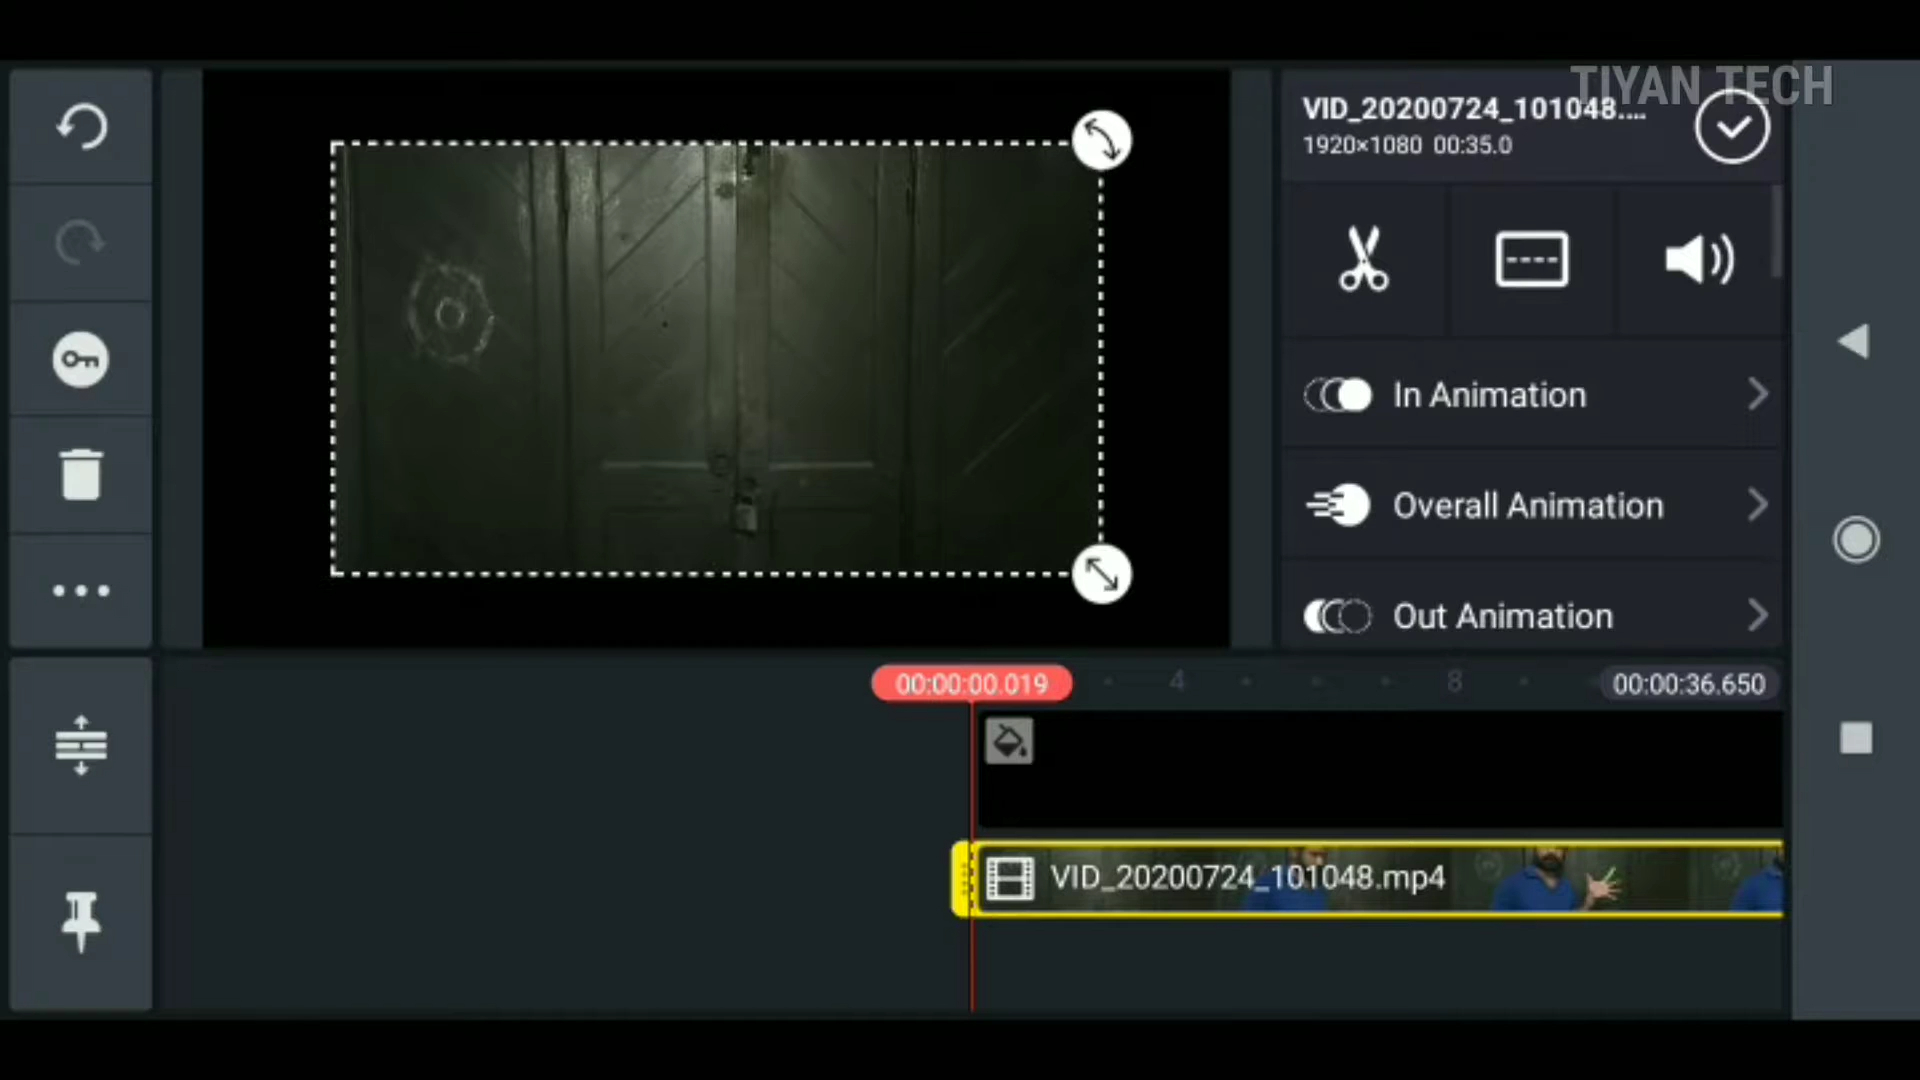 TIYAN TECH
VID_20200724_101048....
1920×1080 00:35.0
In Animation
Overall Animation
Out Animation
00:00:00.019
4
8
00:00:36.650
VID_20200724_101048.mp4